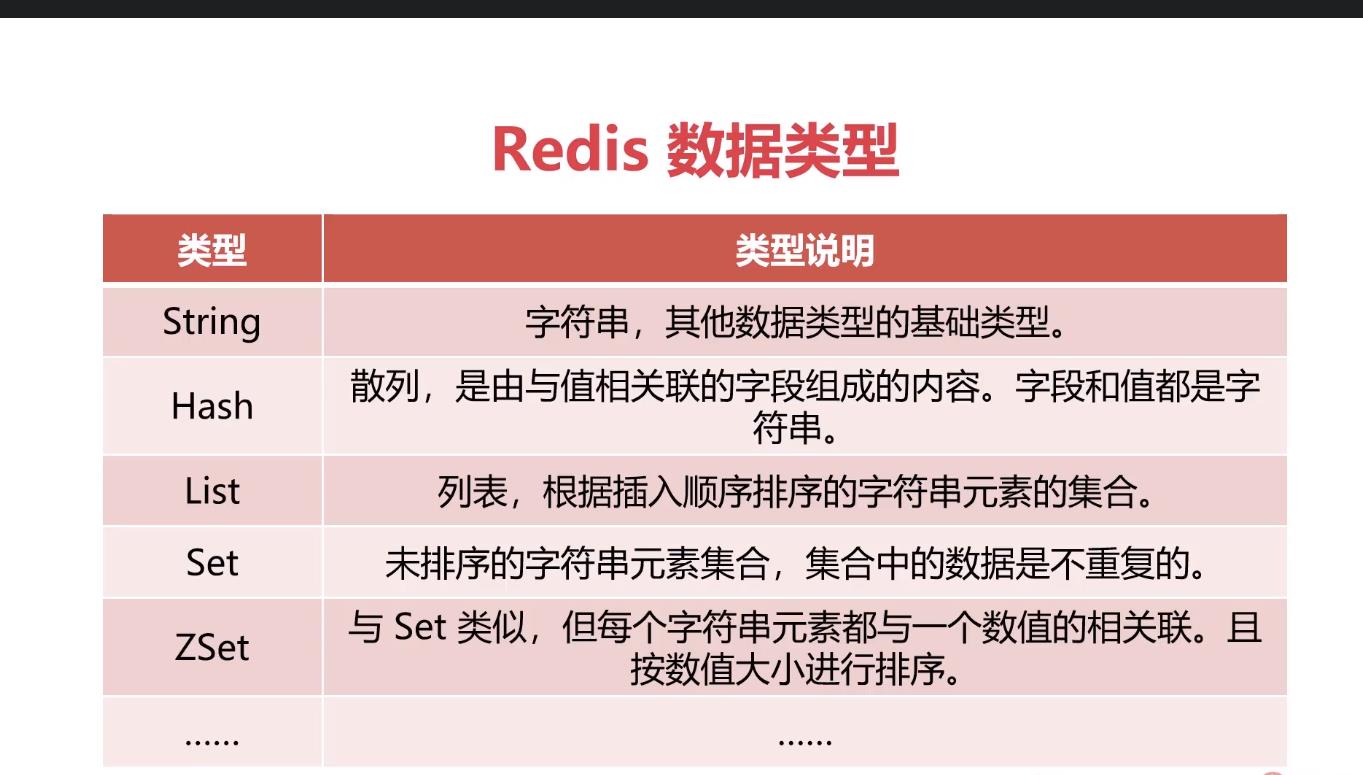 Redis 数据类型
类型
类型说明
String
字符串，其他数据类型的基础类型。
Hash
散列，是由与值相关联的字段组成的内容。字段和值都是字
符串。
List
列表，根据插入顺序排序的字符串元素的集合。
Set
未排序的字符串元素集合，集合中的数据是不重复的。
ZSet
与 Set 类似，但每个字符串元素都与一个数值的相关联。且
按数值大小进行排序。
......
......